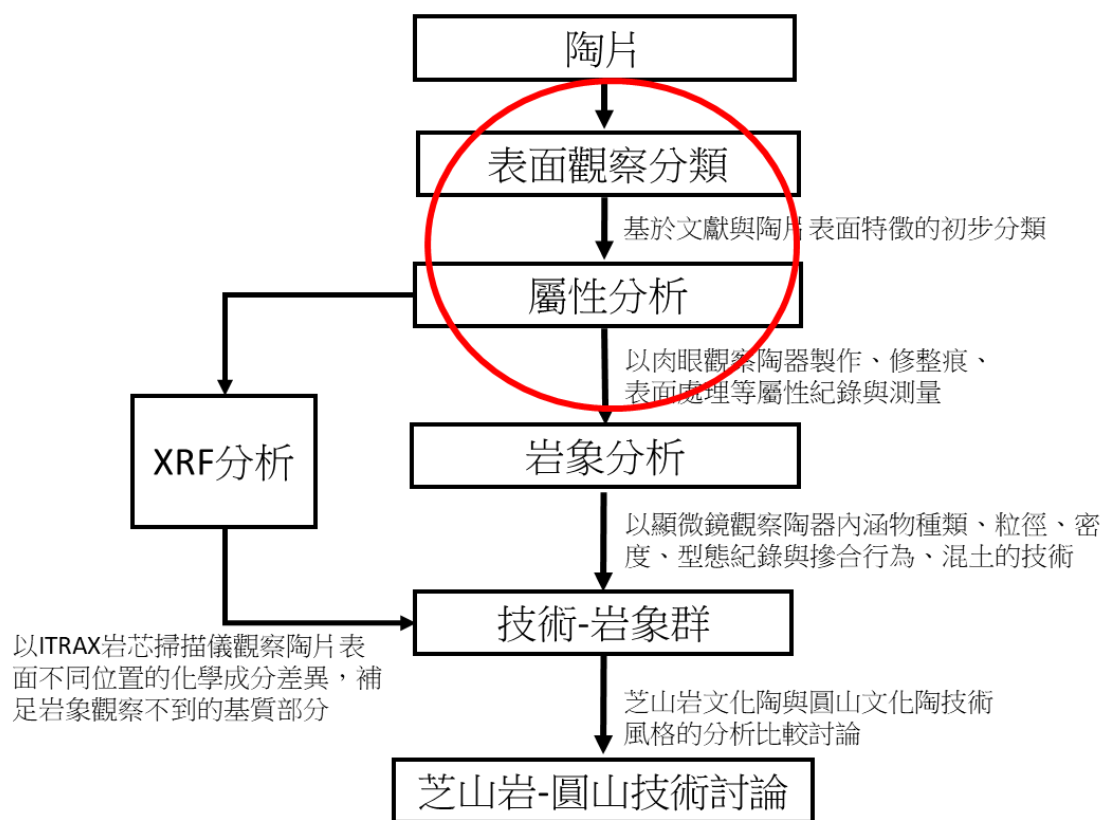 陶片
表面觀察分類
基於文獻與陶片表面特徵的初步分類
屬性分析
以肉眼觀察陶器製作、修整痕、
表面處理等屬性紀錄與測量
XRF分析
岩象分析
以顯微鏡觀察陶器內涵物種類、粒徑、密
度、型態紀錄與摻合行為、混土的技術
技術-岩象群
以ITRAX岩芯掃描儀觀察陶片表
面不同位置的化學成分差異，補
足岩象觀察不到的基質部分
芝山岩文化陶與圓山文化陶技術
風格的分析比較討論
芝山岩-圓山技術討論